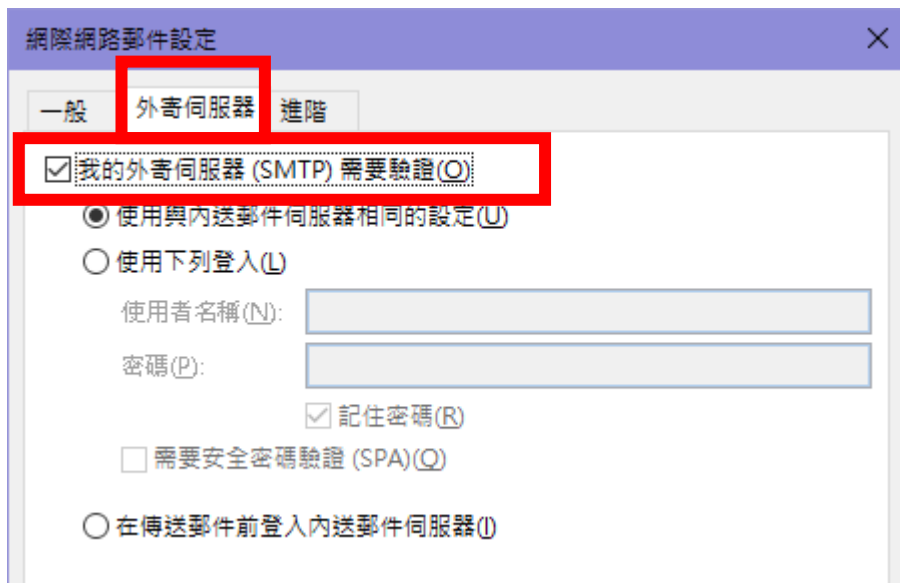 網際網路郵件設定
一般 外寄伺服器 進階
我的外寄伺服器 (SMTP) 需要驗證(O)
使用與內送郵件伺服器相同的設定(U)
使用下列登入(L)
使用者名稱(N):
密碼(P):
記住密碼(R)
需要安全密碼驗證 (SPA)(Q)
在傳送郵件前登入內送郵件伺服器(I)